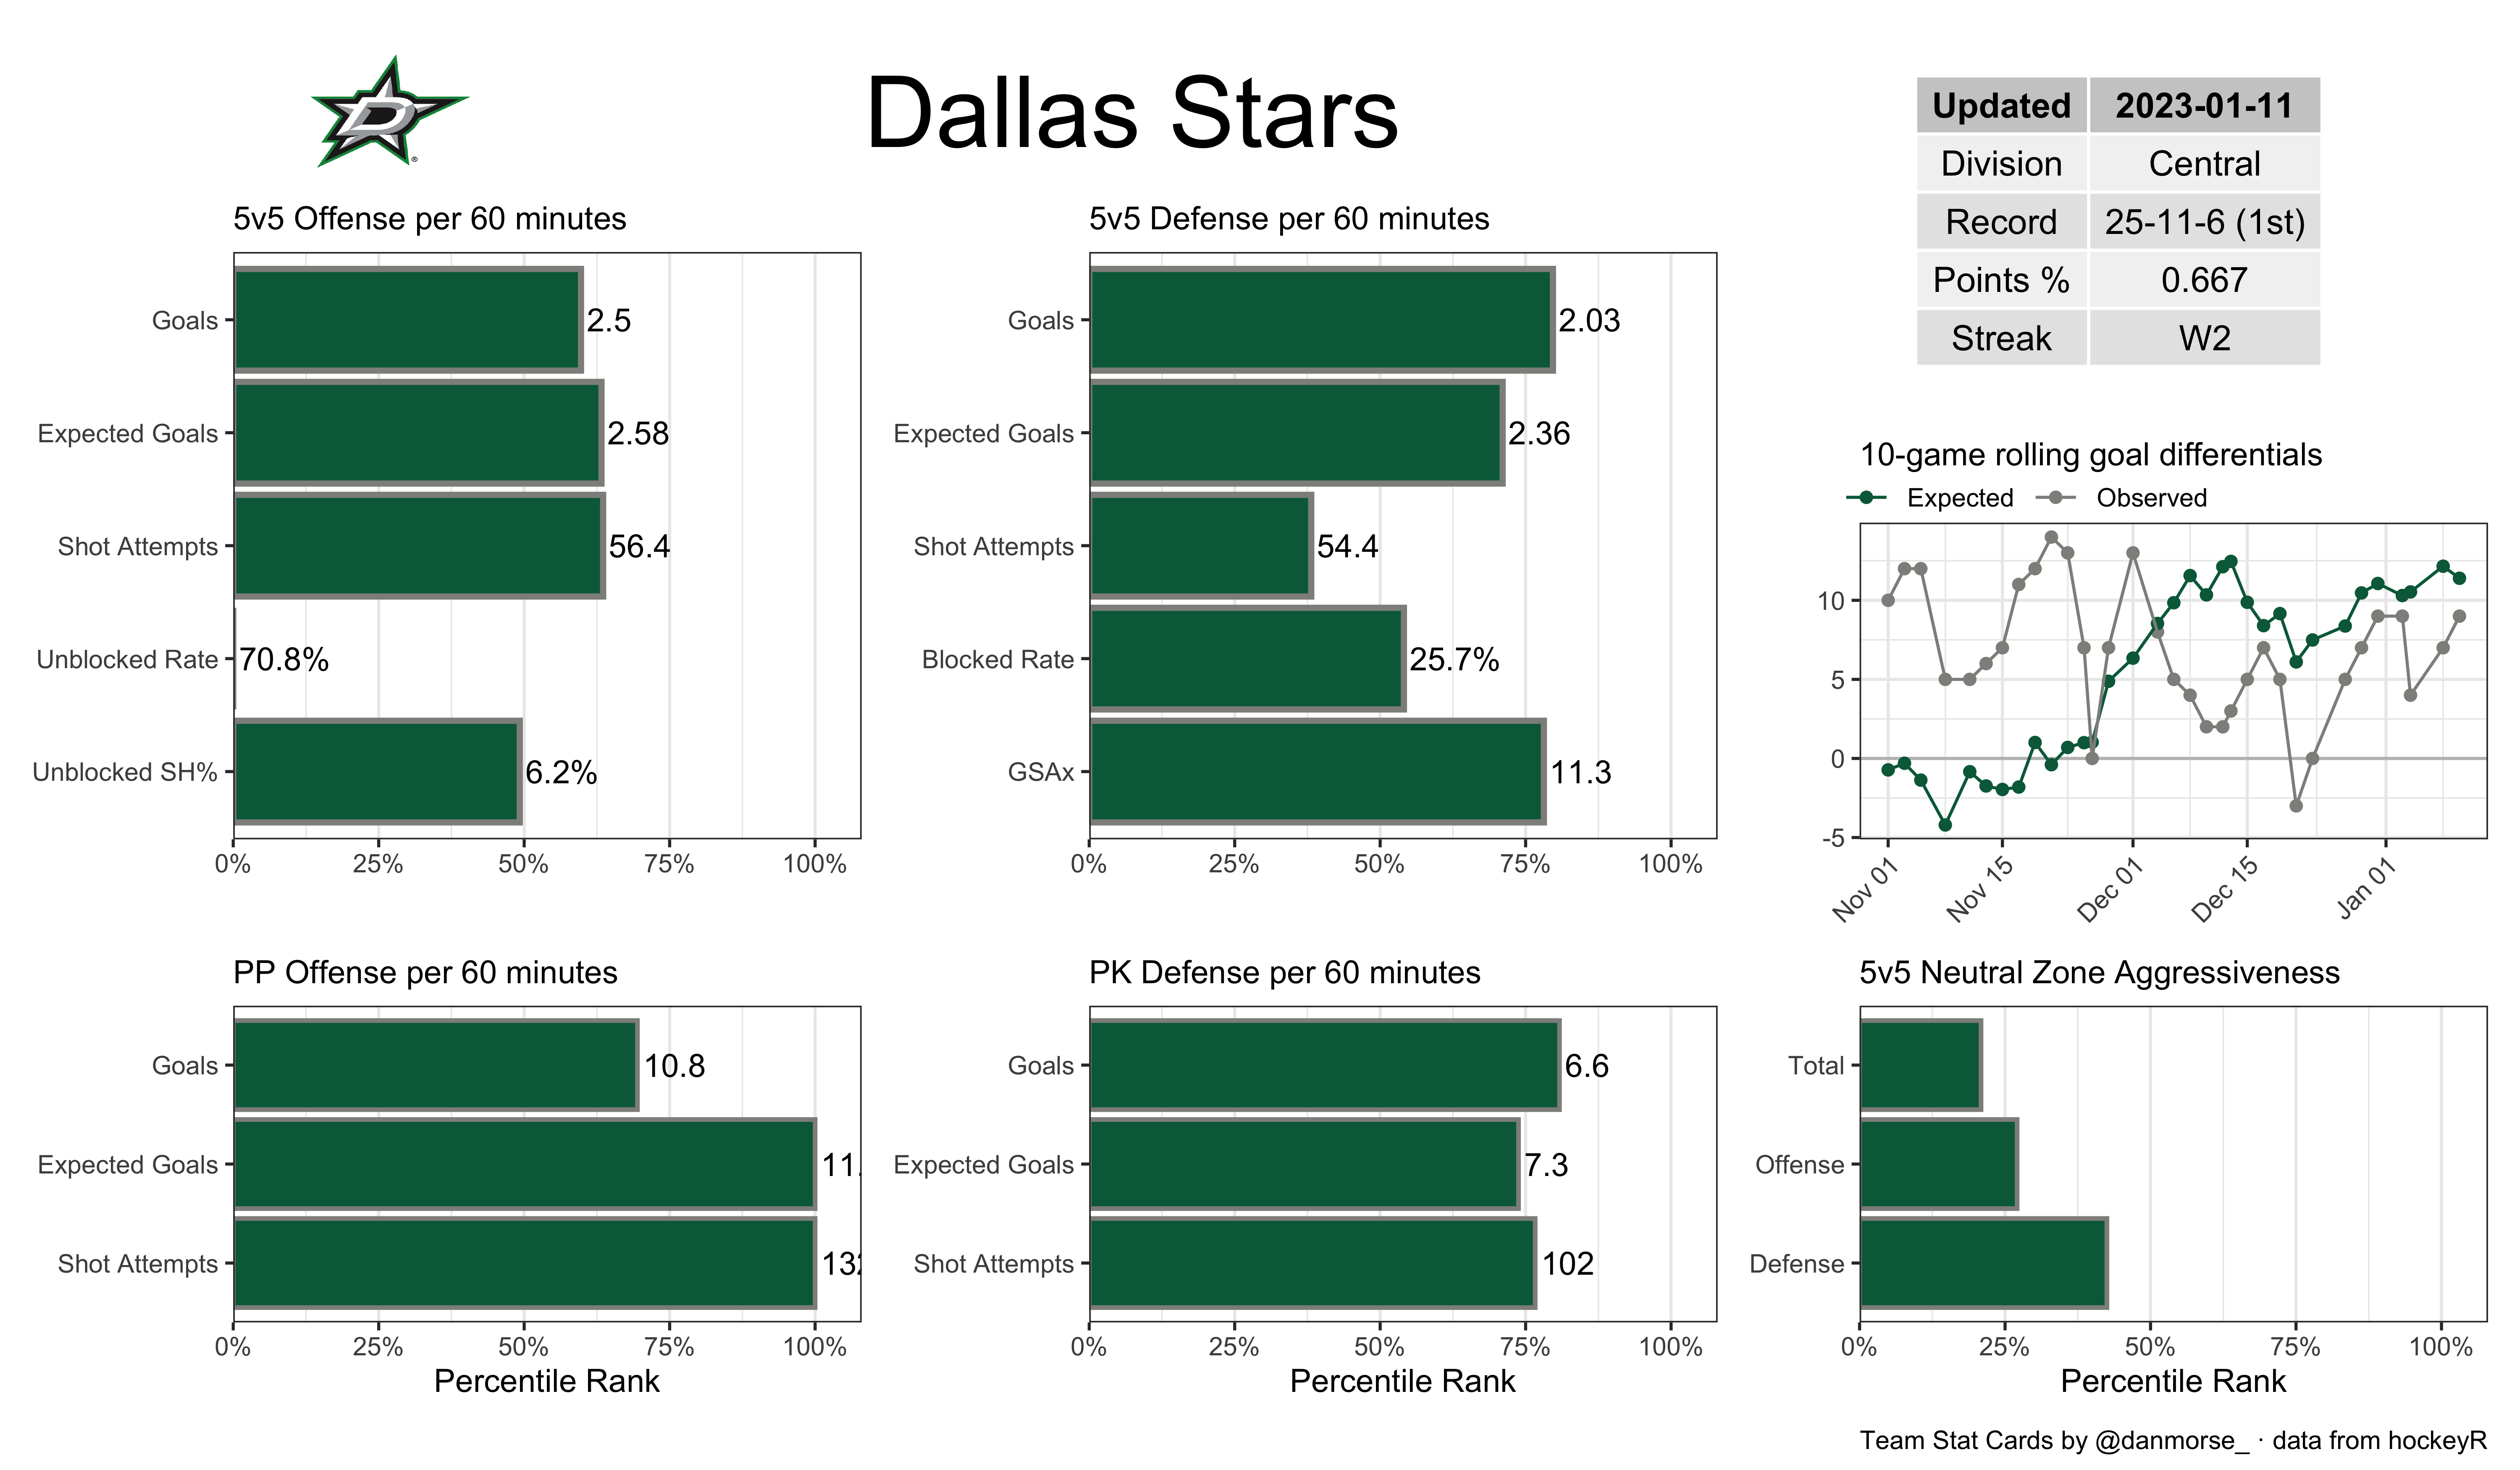 Dallas Stars
Updated 2023-01-11
Division Central
Record 25-11-6 (1st)
Points % 0.667
Streak W2
5v5 Offense per 60 minutes
Goals 2.5
Expected Goals 2.58
Shot Attempts 56.4
Unblocked Rate 70.8%
Unblocked SH% 6.2%
0% 25% 50% 75% 100%
5v5 Defense per 60 minutes
Goals 2.03
Expected Goals 2.36
Shot Attempts 54.4
Blocked Rate 25.7%
GSAx 11.3
0% 25% 50% 75% 100%
10-game rolling goal differentials
Expected Observed
10
5
0
-5
Nov 01 Nov 15 Dec 01 Dec 15 Jan 01
PP Offense per 60 minutes
Goals 10.8
Expected Goals 11.
Shot Attempts
0% 25% 50% 75% 100%
Percentile Rank
PK Defense per 60 minutes
Goals 6.6
Expected Goals 7.3
Shot Attempts 102
0% 25% 50% 75% 100%
Percentile Rank
5v5 Neutral Zone Aggressiveness
Total
Offense
Defense
0% 25% 50% 75% 100%
Percentile Rank
Team Stat Cards by @danmorse_ · data from hockeyR